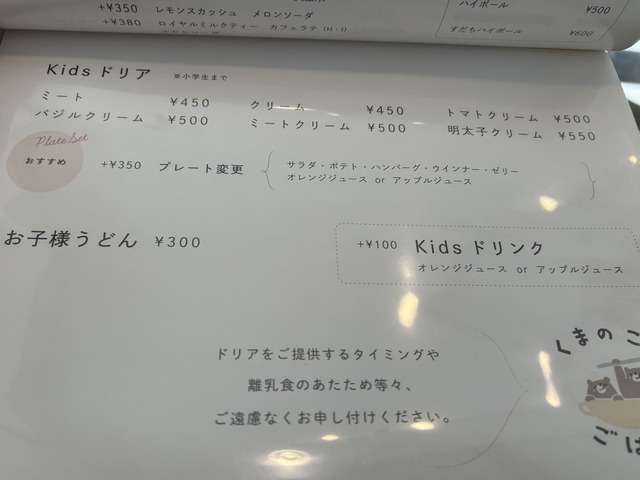 +¥350 レモンスカッシュ メロンソーダ
+¥380 ロイヤルミルクティー カフェラテ (H・I)
ハイボール ¥500
すだちハイボール ¥600
Kids ドリア ※小学生まで
ミート ¥450 クリーム ¥450 トマトクリーム ¥500
バジルクリーム ¥500 ミートクリーム ¥500 明太子クリーム ¥550
Plate Set
おすすめ
+¥350 プレート変更
サラダ・ポテト・ハンバーグ・ウインナー・ゼリー
オレンジジュース or アップルジュース
お子様うどん ¥300
+¥100 Kids ドリンク
オレンジジュース or アップルジュース
ドリアをご提供するタイミングや
離乳食のあたため等々、
ご遠慮なくお申し付けください。
くまのこ
ごは